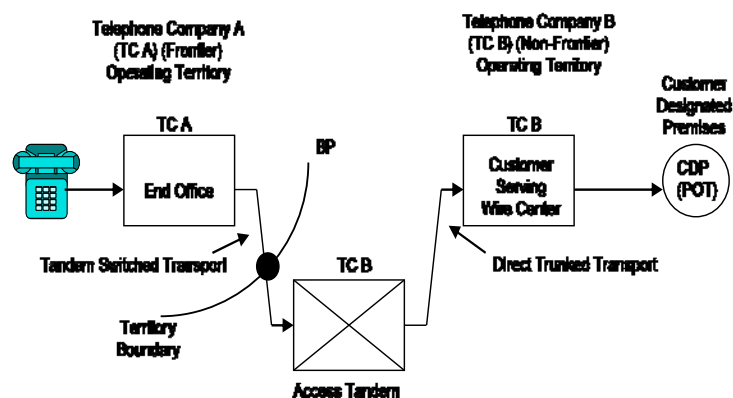 Telephone Company A
(TC A) (Frontier)
Operating Territory
Telephone Company B
(TC B) (Non-Frontier)
Operating Territory
Customer
Designated
Premises
TC A
End Office
BP
TC B
Customer
Serving
Wire Center
CDP
(POT)
Tandem Switched Transport
TC B
Direct Trunked Transport
Territory
Boundary
Access Tandem